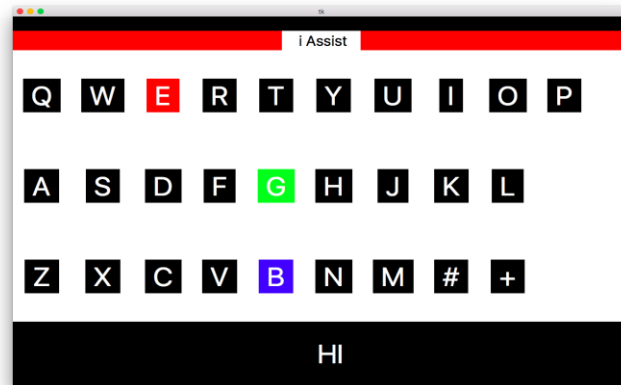 tk
i Assist
Q W E R T Y U I O P
A S D F G H J K L
Z X C V B N M # +
HI